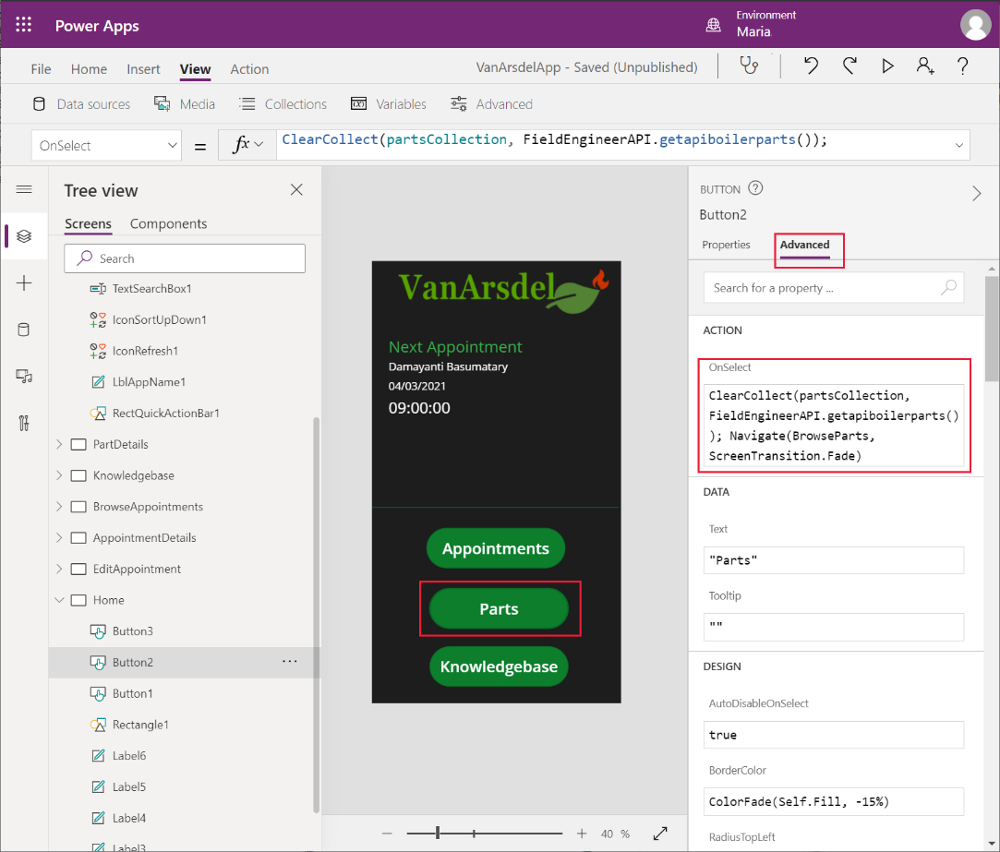 Power Apps
Environment
Maria
File Home Insert View Action
VanArsdelApp - Saved (Unpublished)
Data sources Media Collections Variables Advanced
OnSelect = fx ClearCollect(partsCollection, FieldEngineerAPI.getapiboilerparts());
Tree view
Screens Components
Search
TextSearchBox1
IconSortUpDown1
IconRefresh1
LblAppName1
RectQuickActionBar1
PartDetails
Knowledgebase
BrowseAppointments
AppointmentDetails
EditAppointment
Home
Button3
Button2 ...
Button1
Rectangle1
Label6
Label5
Label4
Label3
VanArsdel
Next Appointment
Damayanti Basumatary
04/03/2021
09:00:00
Appointments
Parts
Knowledgebase
40 %
BUTTON
Button2
Properties Advanced
Search for a property ...
ACTION
OnSelect
ClearCollect(partsCollection,
FieldEngineerAPI.getapiboilerparts()
); Navigate(BrowseParts,
ScreenTransition.Fade)
DATA
Text
"Parts"
Tooltip
""
DESIGN
AutoDisableOnSelect
true
BorderColor
ColorFade(Self.Fill, -15%)
RadiusTopLeft